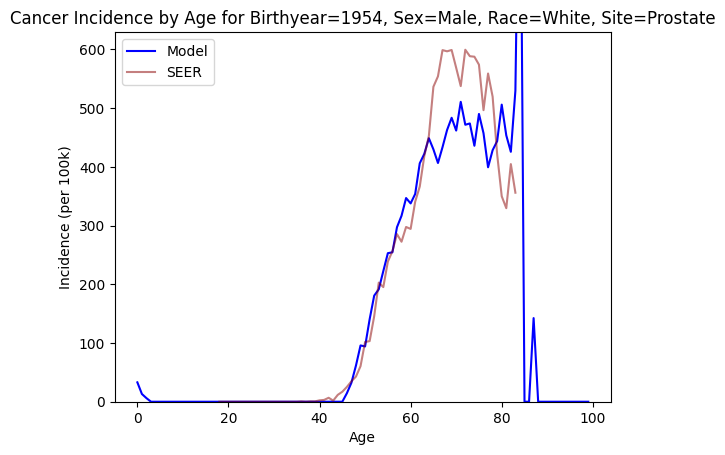 Cancer Incidence by Age for Birthyear=1954, Sex=Male, Race=White, Site=Prostate
Model
SEER
600
500
400
300
200
100
0
Incidence (per 100k)
0 20 40 60 80 100
Age